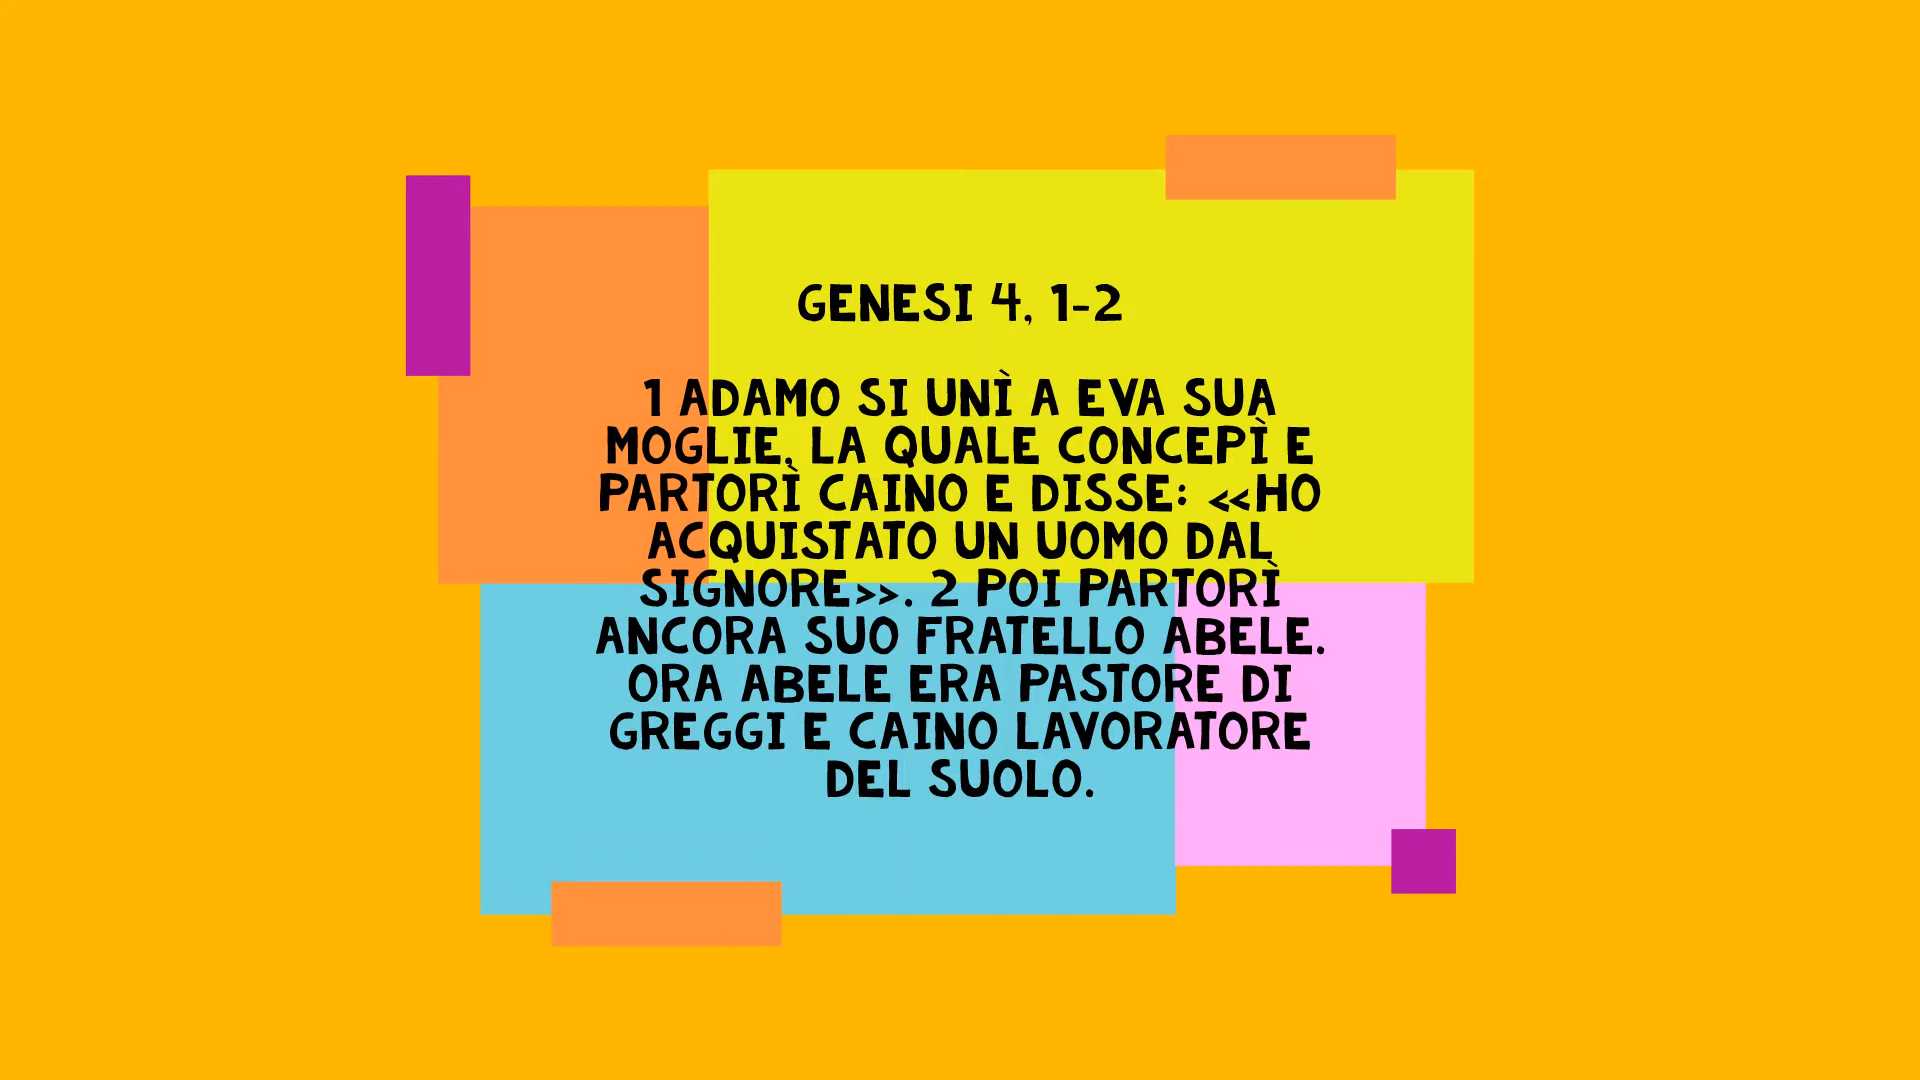 GENESI 4, 1-2
1 ADAMO SI UNÌ A EVA SUA
MOGLIE, LA QUALE CONCEPÌ E
PARTORÌ CAINO E DISSE: «HO
ACQUISTATO UN UOMO DAL
SIGNORE». 2 POI PARTORÌ
ANCORA SUO FRATELLO ABELE.
ORA ABELE ERA PASTORE DI
GREGGI E CAINO LAVORATORE
DEL SUOLO.